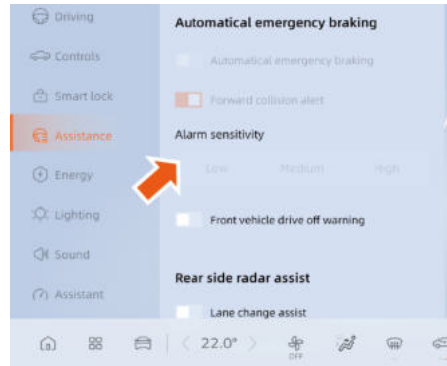 Driving
Controls
Smart lock
Assistance
Energy
Lighting
Sound
Assistant
Automatical emergency braking
Automatical emergency braking
Forward collision alert
Alarm sensitivity
Low Medium High
Front vehicle drive off warning
Rear side radar assist
Lane change assist
22.0°
OFF